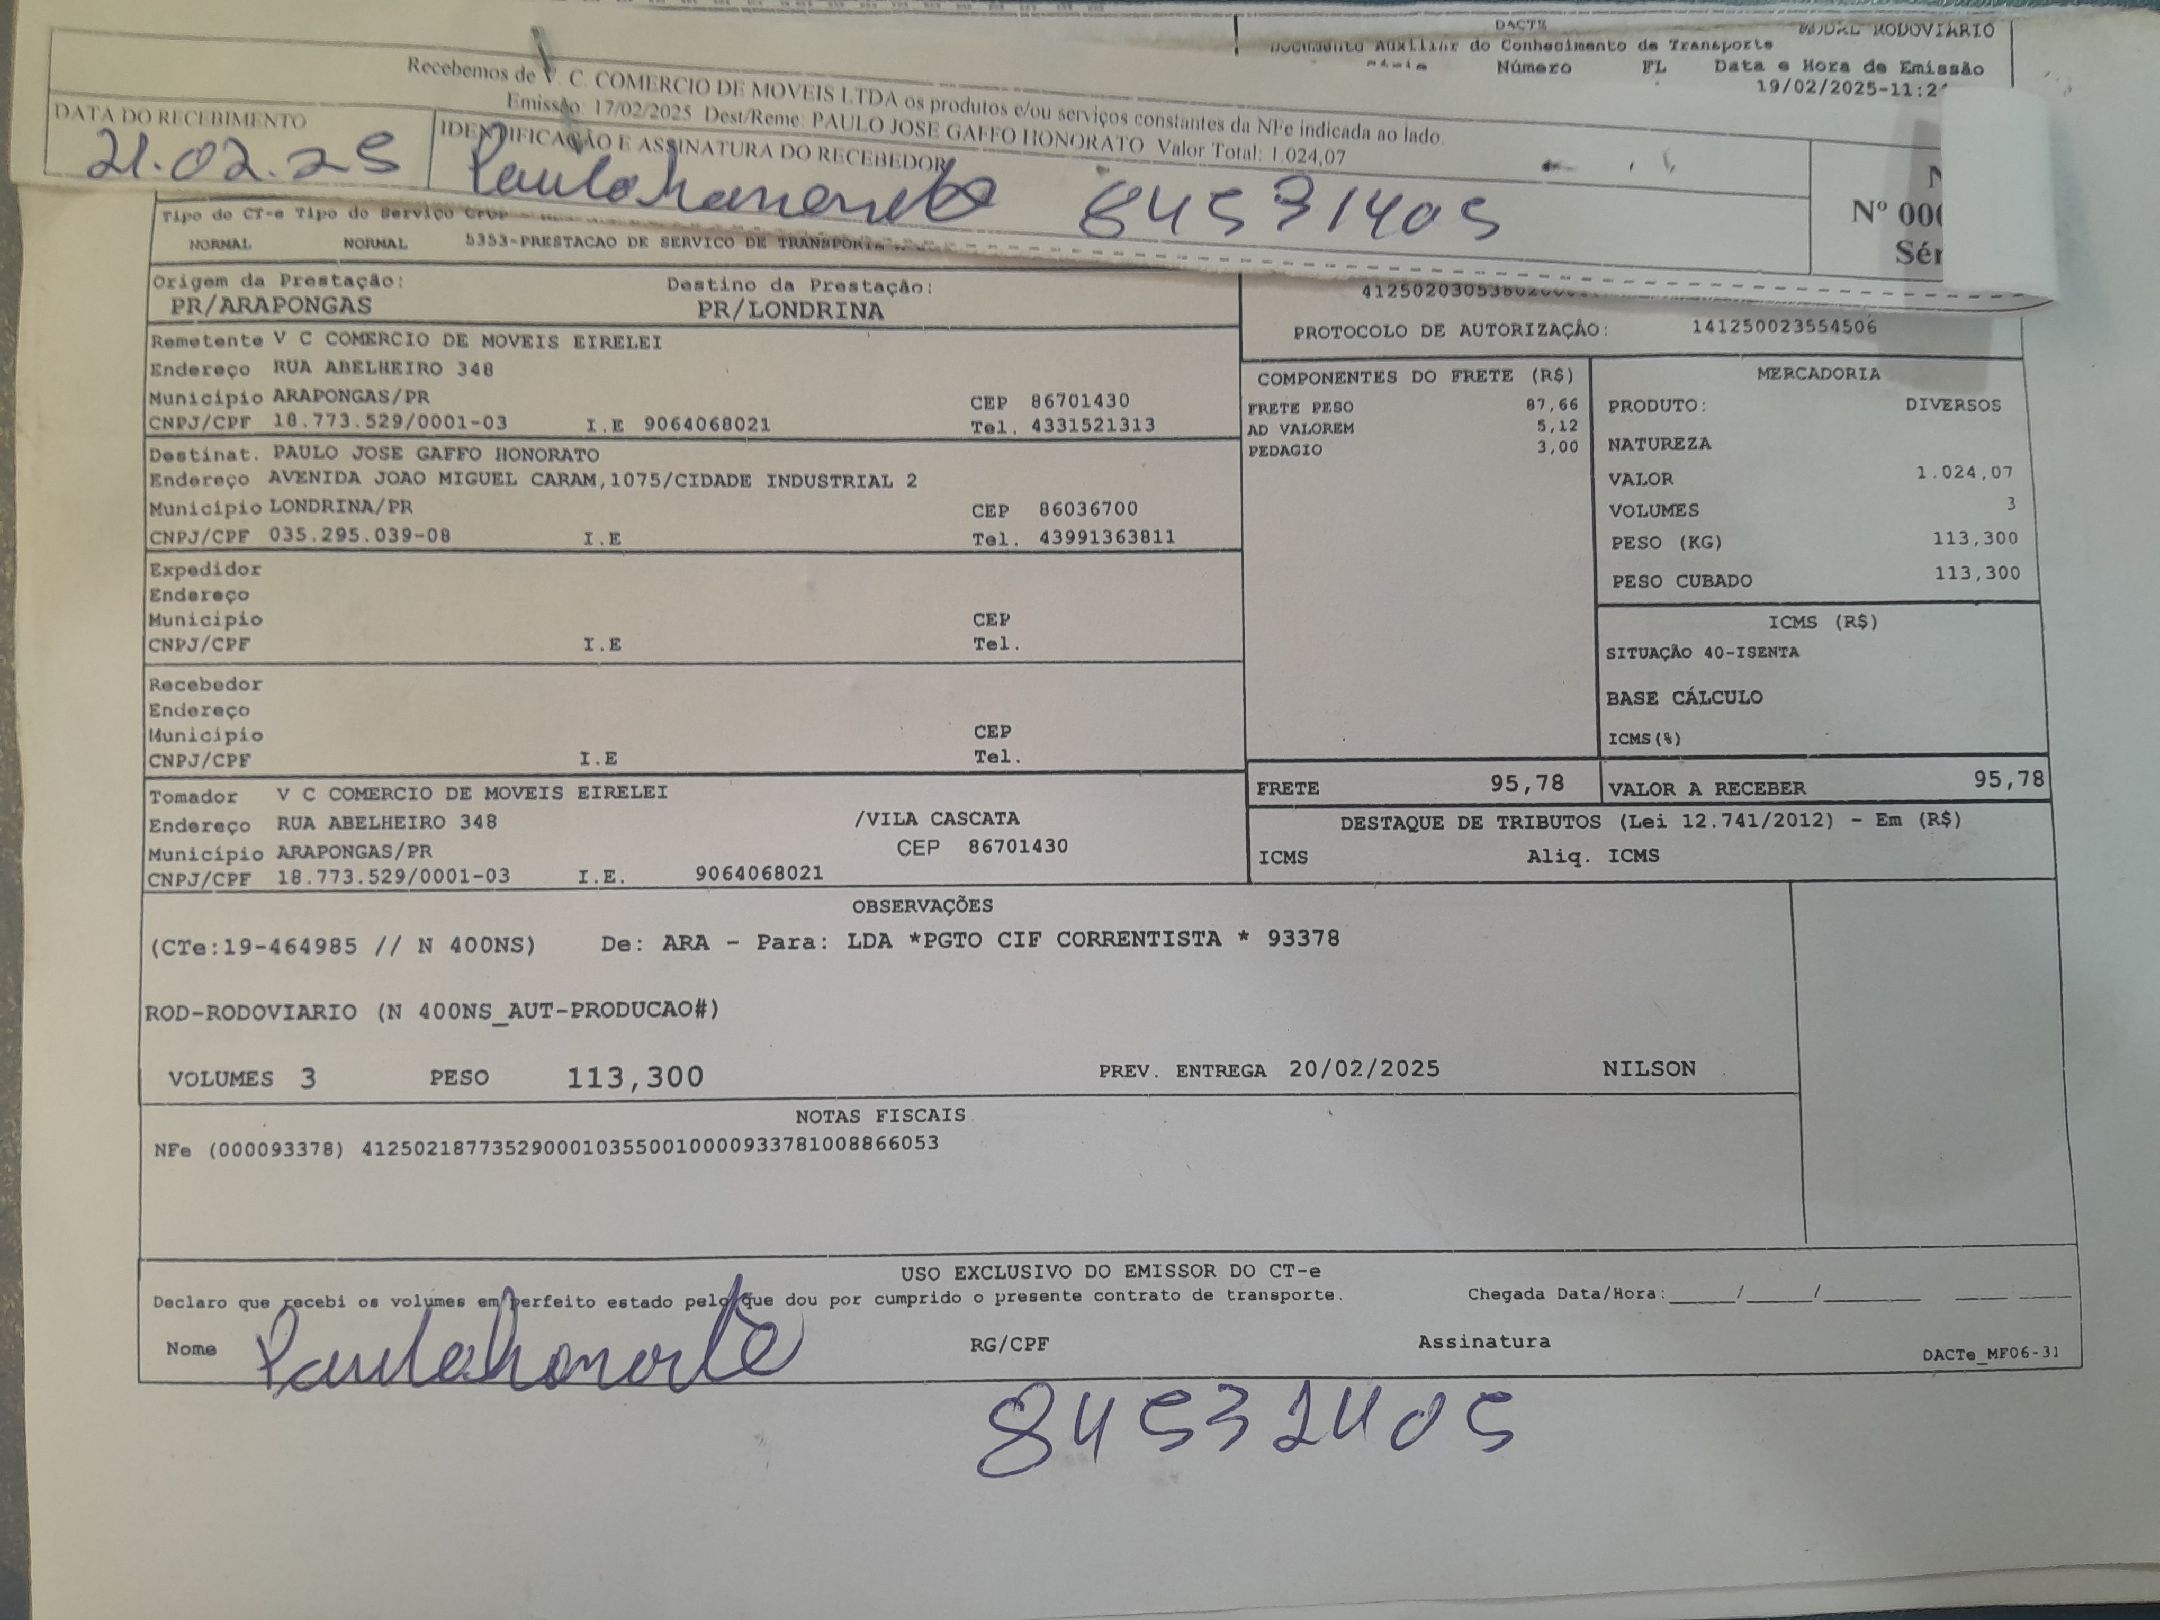 DACTE
MODAL RODOVIÁRIO
Documento Auxiliar do Conhecimento de Transporte
Número FL Data e Hora de Emissão
19/02/2025-11:2
Recebemos de V. C. COMERCIO DE MOVEIS LTDA os produtos e/ou serviços constantes da NFe indicada ao lado.
Emissão: 17/02/2025 Dest/Reme: PAULO JOSE GAFFO HONORATO Valor Total: 1.024,07
DATA DO RECEBIMENTO
IDENTIFICAÇÃO E ASSINATURA DO RECEBEDOR
21.02.25
Paulo Honorato 84531405
Nº 000
Sér
Tipo do CT-e Tipo do Serviço CFOP
NORMAL NORMAL 5353-PRESTACAO DE SERVICO DE TRANSPORTE
Origem da Prestação: Destino da Prestação:
PR/ARAPONGAS PR/LONDRINA
PROTOCOLO DE AUTORIZAÇÃO: 141250023554506
Remetente V C COMERCIO DE MOVEIS EIRELEI
Endereço RUA ABELHEIRO 348
Município ARAPONGAS/PR CEP 86701430
CNPJ/CPF 18.773.529/0001-03 I.E 9064068021 Tel. 4331521313
Destinat. PAULO JOSE GAFFO HONORATO
Endereço AVENIDA JOAO MIGUEL CARAM,1075/CIDADE INDUSTRIAL 2
Município LONDRINA/PR CEP 86036700
CNPJ/CPF 035.295.039-08 I.E Tel. 43991363811
Expedidor
Endereço
Município CEP
CNPJ/CPF I.E Tel.
Recebedor
Endereço
Município CEP
CNPJ/CPF I.E Tel.
Tomador V C COMERCIO DE MOVEIS EIRELEI
Endereço RUA ABELHEIRO 348 /VILA CASCATA
Município ARAPONGAS/PR CEP 86701430
CNPJ/CPF 18.773.529/0001-03 I.E. 9064068021
COMPONENTES DO FRETE (R$)
FRETE PESO 87,66
AD VALOREM 5,12
PEDAGIO 3,00
MERCADORIA
PRODUTO: DIVERSOS
NATUREZA
VALOR 1.024,07
VOLUMES 3
PESO (KG) 113,300
PESO CUBADO 113,300
ICMS (R$)
SITUAÇÃO 40-ISENTA
BASE CÁLCULO
ICMS(%)
FRETE 95,78 VALOR A RECEBER 95,78
DESTAQUE DE TRIBUTOS (Lei 12.741/2012) - Em (R$)
ICMS Aliq. ICMS
OBSERVAÇÕES
(CTe:19-464985 // N 400NS) De: ARA - Para: LDA *PGTO CIF CORRENTISTA * 93378
ROD-RODOVIARIO (N 400NS_AUT-PRODUCAO#)
VOLUMES 3 PESO 113,300 PREV. ENTREGA 20/02/2025 NILSON
NOTAS FISCAIS
NFe (000093378) 41250218773529000103550010000933781008866053
USO EXCLUSIVO DO EMISSOR DO CT-e
Declaro que recebi os volumes em perfeito estado pelo que dou por cumprido o presente contrato de transporte. Chegada Data/Hora:_____/_____/_______ ____ ____
Nome Paulo Honorato RG/CPF Assinatura
DACTe_MF06-31
84531405